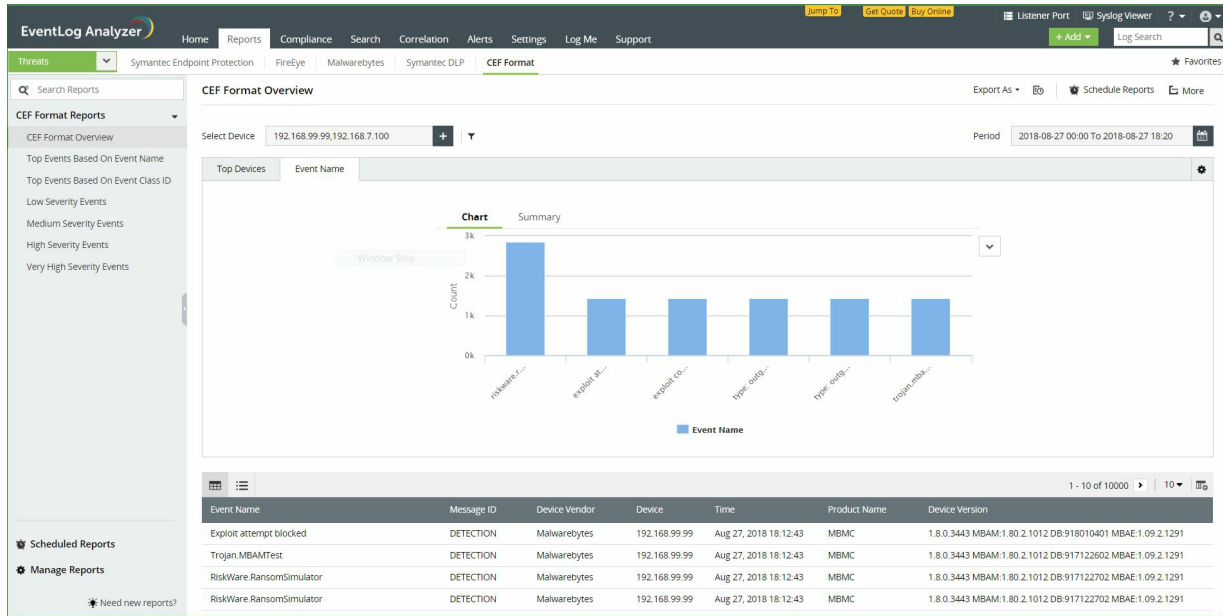 Jump To
Get Quote
Buy Online
Listener Port
Syslog Viewer
?
EventLog Analyzer
Home
Reports
Compliance
Search
Correlation
Alerts
Settings
Log Me
Support
+ Add
Log Search
Threats
Symantec Endpoint Protection
FireEye
Malwarebytes
Symantec DLP
CEF Format
Favorites
Search Reports
CEF Format Overview
Export As
Schedule Reports
More
CEF Format Reports
CEF Format Overview
Top Events Based On Event Name
Top Events Based On Event Class ID
Low Severity Events
Medium Severity Events
High Severity Events
Very High Severity Events
Select Device
192.168.99.99,192.168.7.100
+
Period
2018-08-27 00:00 To 2018-08-27 18:20
Top Devices
Event Name
Chart
Summary
Window Snip
3k
2k
1k
0k
Count
riskware.r...
exploit at...
exploit co...
type: outg...
type: outg...
trojan.mba...
Event Name
1 - 10 of 10000
10
Event Name Message ID Device Vendor Device Time Product Name Device Version
Exploit attempt blocked DETECTION Malwarebytes 192.168.99.99 Aug 27, 2018 18:12:43 MBMC 1.8.0.3443 MBAM:1.80.2.1012 DB:918010401 MBAE:1.09.2.1291
Trojan.MBAMTest DETECTION Malwarebytes 192.168.99.99 Aug 27, 2018 18:12:43 MBMC 1.8.0.3443 MBAM:1.80.2.1012 DB:917122602 MBAE:1.09.2.1291
RiskWare.RansomSimulator DETECTION Malwarebytes 192.168.99.99 Aug 27, 2018 18:12:43 MBMC 1.8.0.3443 MBAM:1.80.2.1012 DB:917122702 MBAE:1.09.2.1291
RiskWare.RansomSimulator DETECTION Malwarebytes 192.168.99.99 Aug 27, 2018 18:12:43 MBMC 1.8.0.3443 MBAM:1.80.2.1012 DB:917122702 MBAE:1.09.2.1291
Scheduled Reports
Manage Reports
Need new reports?